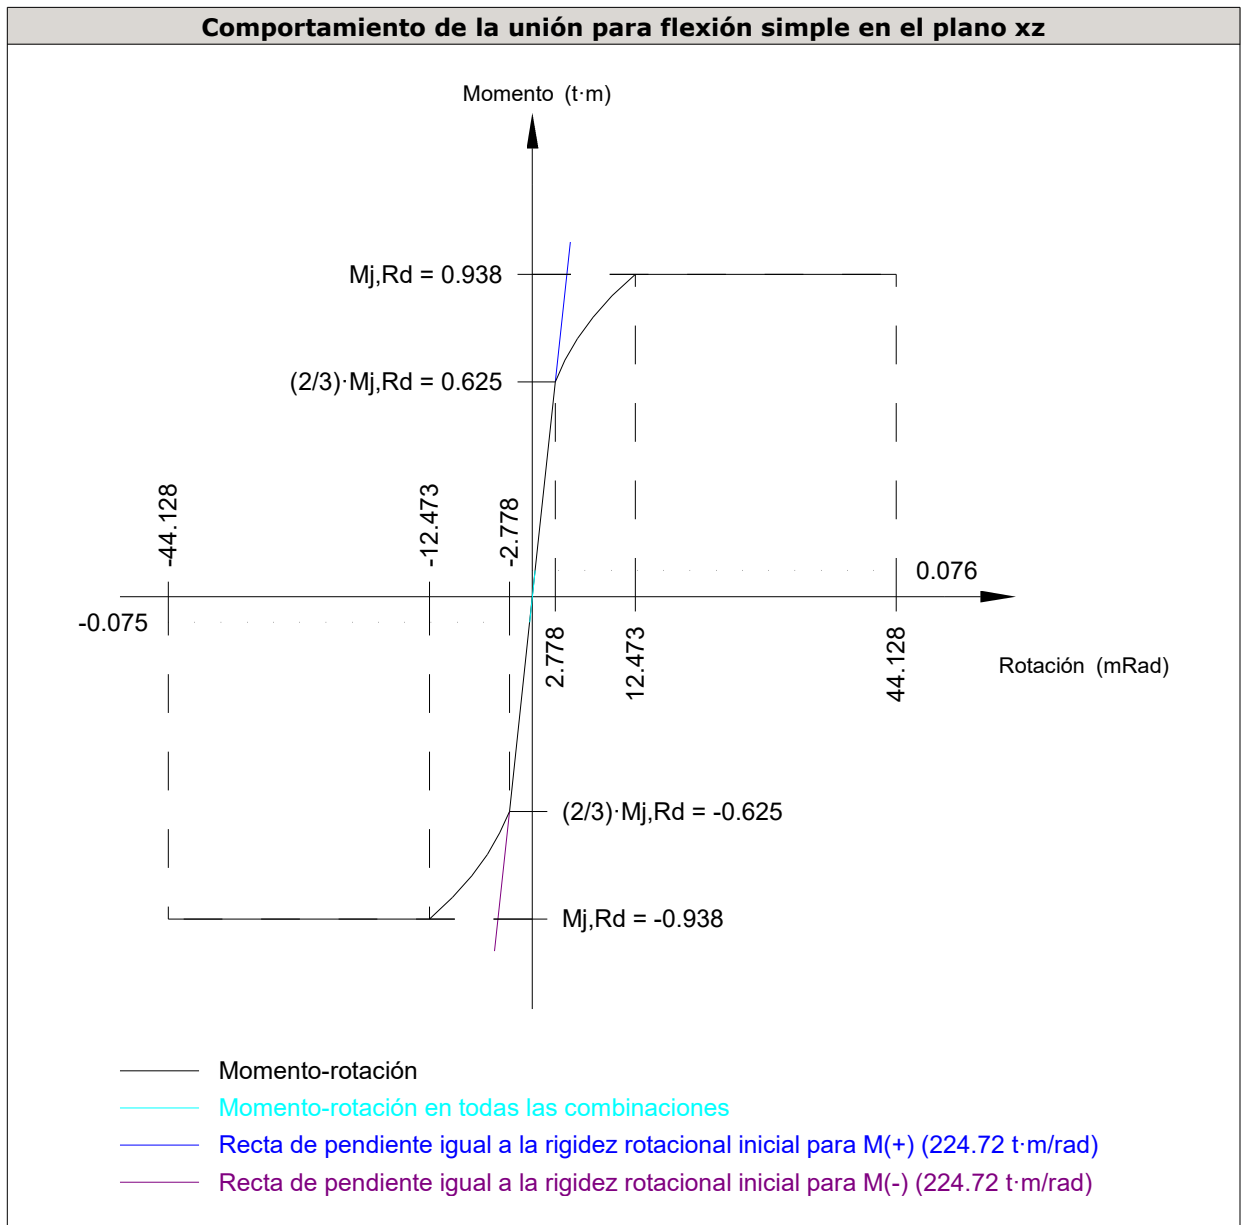 Comportamiento de la unión para flexión simple en el plano xz
Momento (t·m)
Mj,Rd = 0.938
(2/3)·Mj,Rd = 0.625
-44.128
-12.473
-2.778
0.076
-0.075
2.778
12.473
44.128
Rotación (mRad)
(2/3)·Mj,Rd = -0.625
Mj,Rd = -0.938
Momento-rotación
Momento-rotación en todas las combinaciones
Recta de pendiente igual a la rigidez rotacional inicial para M(+) (224.72 t·m/rad)
Recta de pendiente igual a la rigidez rotacional inicial para M(-) (224.72 t·m/rad)